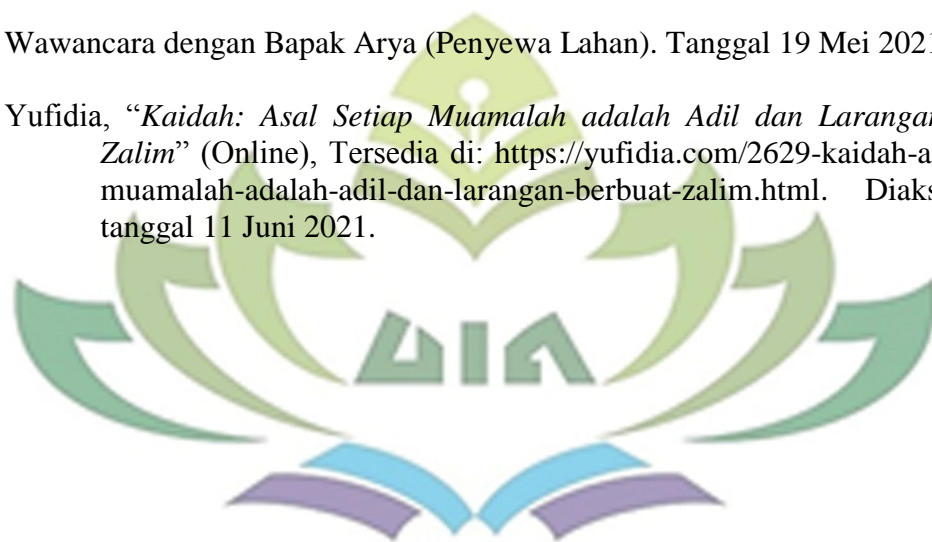 Wawancara dengan Bapak Arya (Penyewa Lahan). Tanggal 19 Mei 2021
Yufidia, “Kaidah: Asal Setiap Muamalah adalah Adil dan Larangan
Zalim” (Online), Tersedia di: https://yufidia.com/2629-kaidah-a
muamalah-adalah-adil-dan-larangan-berbuat-zalim.html. Diaks
tanggal 11 Juni 2021.
UIN